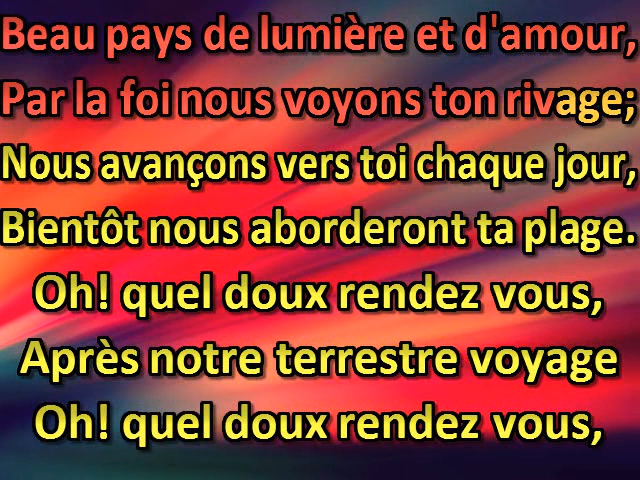 Beau pays de lumière et d'amour,
Par la foi nous voyons ton rivage;
Nous avançons vers toi chaque jour,
Bientôt nous aborderont ta plage.
Oh! quel doux rendez vous,
Après notre terrestre voyage
Oh! quel doux rendez vous,